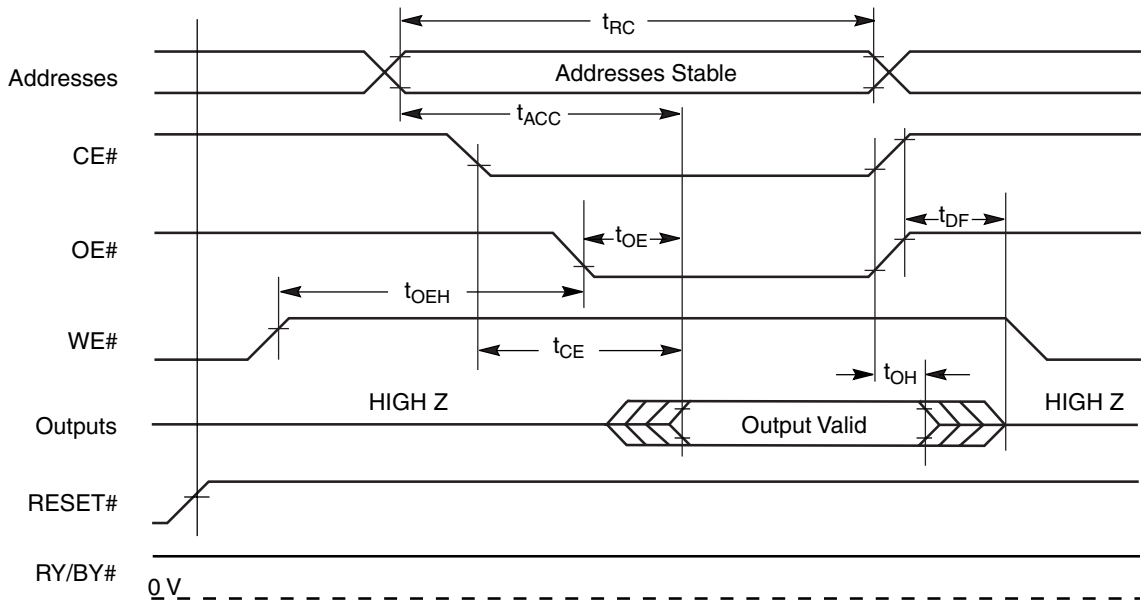 tRC
Addresses
Addresses Stable
tACC
CE#
tDF
OE#
tOE
tOEH
WE#
tCE
tOH
HIGH Z
HIGH Z
Outputs
Output Valid
RESET#
RY/BY#
0 V